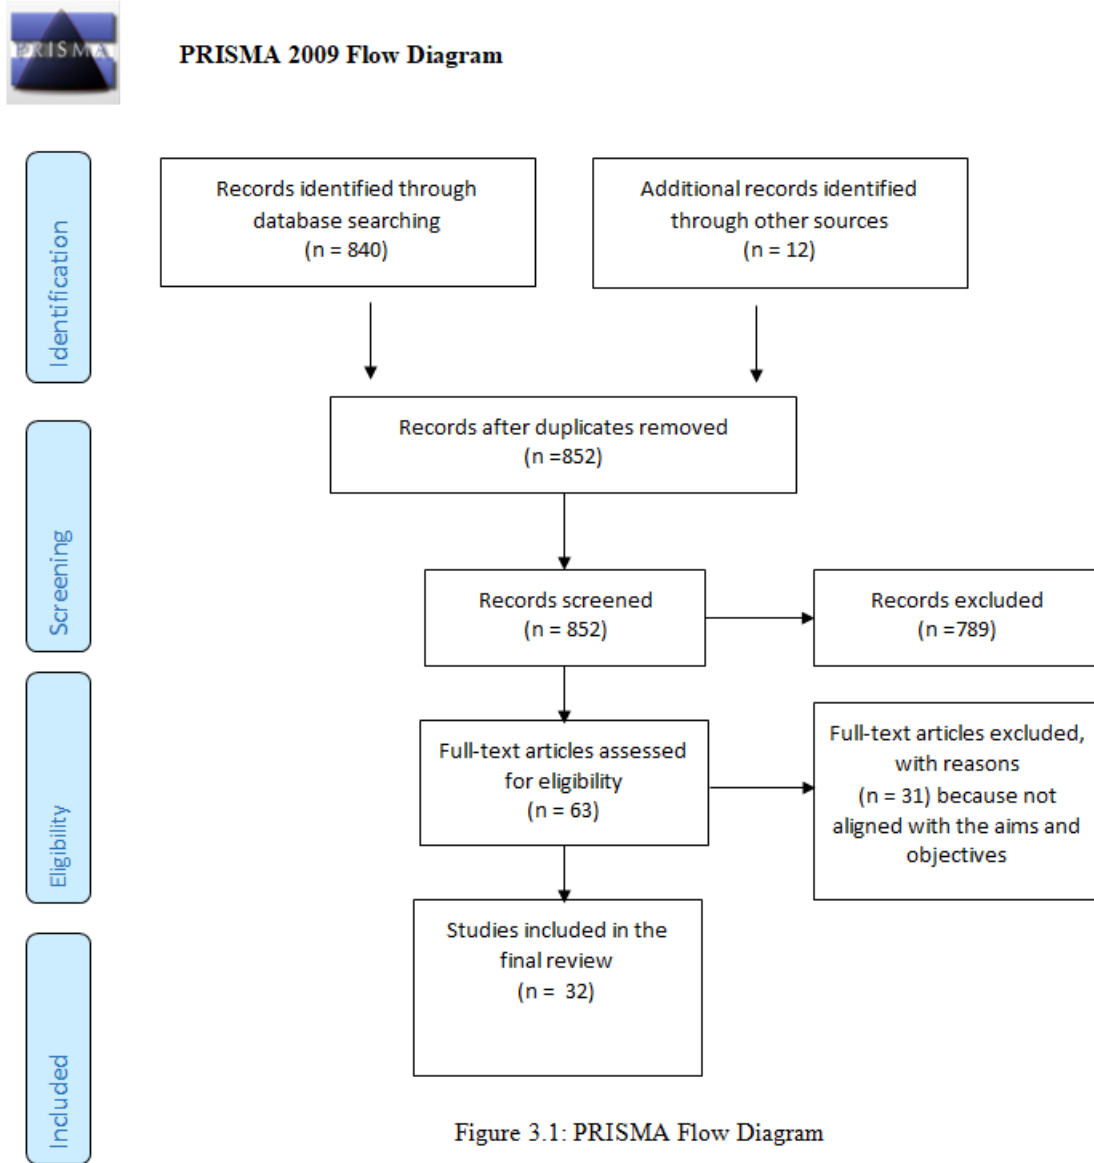 PRISMA
PRISMA 2009 Flow Diagram
Identification
Records identified through
database searching
(n = 840)
Additional records identified
through other sources
(n = 12)
Screening
Records after duplicates removed
(n =852)
Records screened
(n = 852)
Records excluded
(n =789)
Eligibility
Full-text articles assessed
for eligibility
(n = 63)
Full-text articles excluded,
with reasons
(n = 31) because not
aligned with the aims and
objectives
Included
Studies included in the
final review
(n = 32)
Figure 3.1: PRISMA Flow Diagram